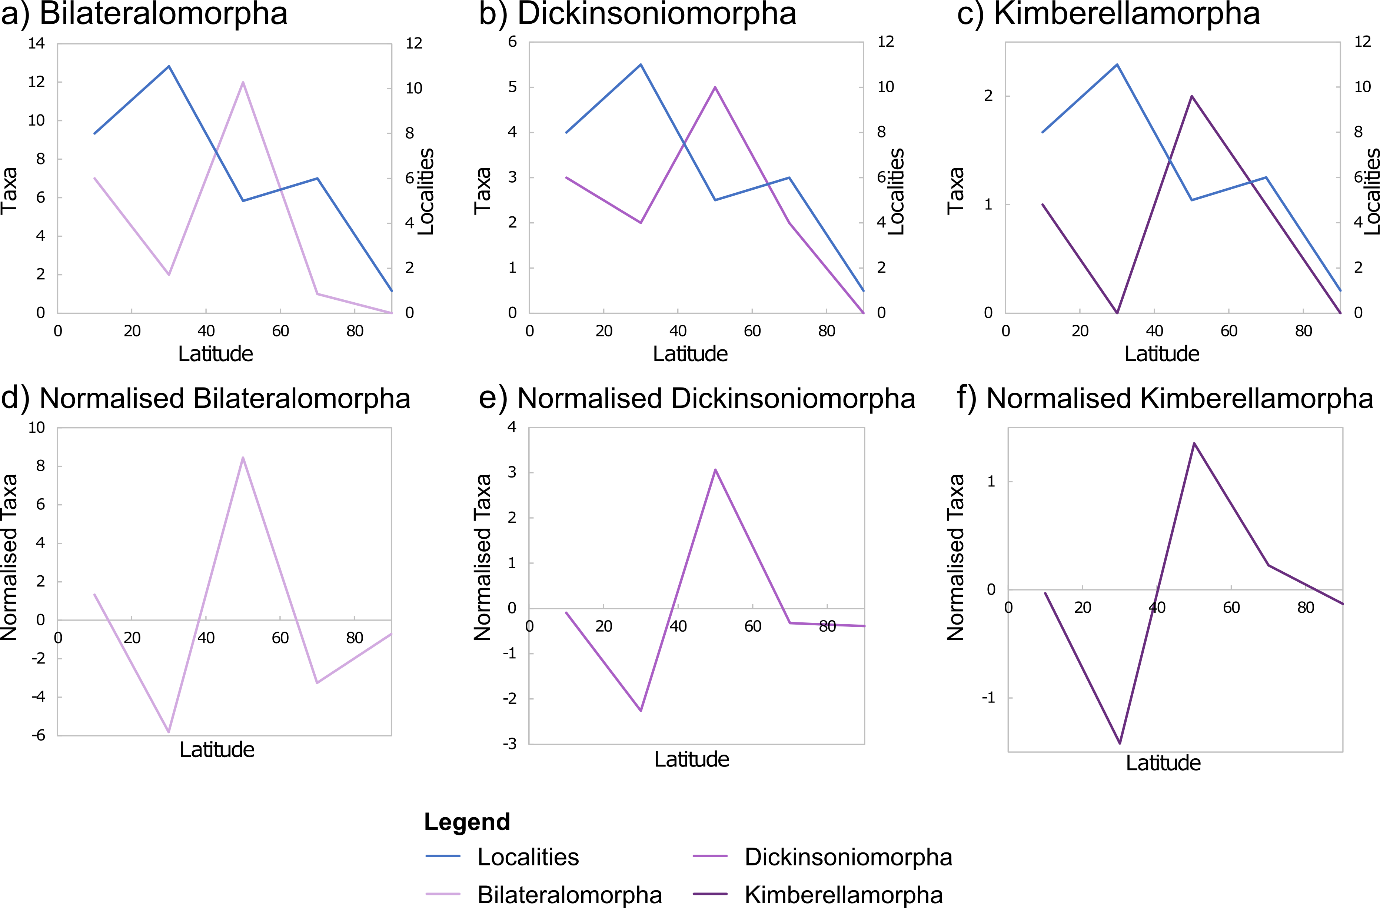 a) Bilateralomorpha
14
12
10
8
6
4
2
0
12
10
8
6
4
2
0
0 20 40 60 80
Taxa
Localities
Latitude
b) Dickinsoniomorpha
6
5
4
3
2
1
0
12
10
8
6
4
2
0
0 20 40 60 80
Taxa
Localities
Latitude
c) Kimberellamorpha
2
1
0
12
10
8
6
4
2
0
0 20 40 60 80
Taxa
Localities
Latitude
d) Normalised Bilateralomorpha
10
8
6
4
2
0
-2
-4
-6
0 20 40 60 80
Normalised Taxa
Latitude
e) Normalised Dickinsoniomorpha
4
3
2
1
0
-1
-2
-3
0 20 40 60 80
Normalised Taxa
Latitude
f) Normalised Kimberellamorpha
1
0
-1
0 20 40 60 80
Normalised Taxa
Latitude
Legend
Localities
Dickinsoniomorpha
Bilateralomorpha
Kimberellamorpha